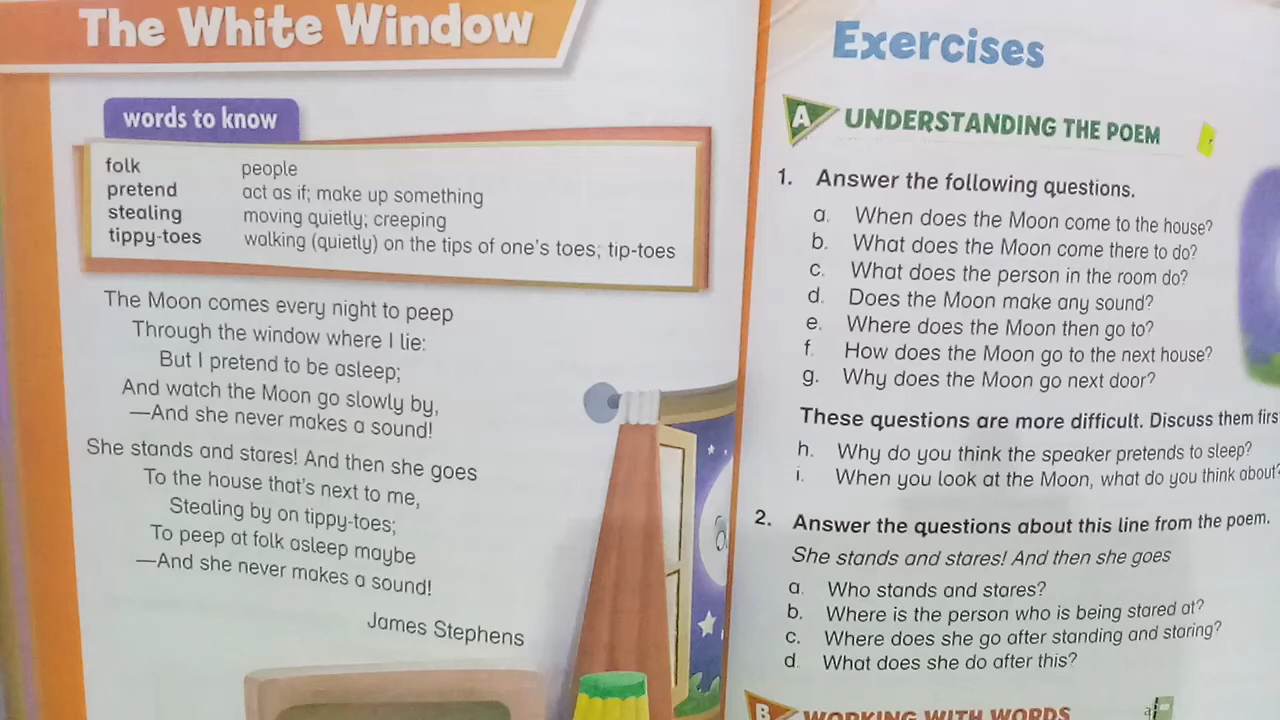 The White Window
words to know
folk people
pretend act as if; make up something
stealing moving quietly; creeping
tippy-toes walking (quietly) on the tips of one's toes; tip-toes
The Moon comes every night to peep
Through the window where I lie:
But I pretend to be asleep;
And watch the Moon go slowly by,
—And she never makes a sound!
She stands and stares! And then she goes
To the house that's next to me,
Stealing by on tippy-toes;
To peep at folk asleep maybe
—And she never makes a sound!
James Stephens
Exercises
A UNDERSTANDING THE POEM
1. Answer the following questions.
a. When does the Moon come to the house?
b. What does the Moon come there to do?
c. What does the person in the room do?
d. Does the Moon make any sound?
e. Where does the Moon then go to?
f. How does the Moon go to the next house?
g. Why does the Moon go next door?
These questions are more difficult. Discuss them
h. Why do you think the speaker pretends to sleep?
i. When you look at the Moon, what do you think about?
2. Answer the questions about this line from the poem.
She stands and stares! And then she goes
a. Who stands and stares?
b. Where is the person who is being stared at?
c. Where does she go after standing and staring?
d. What does she do after this?
B WORKING WITH WORDS